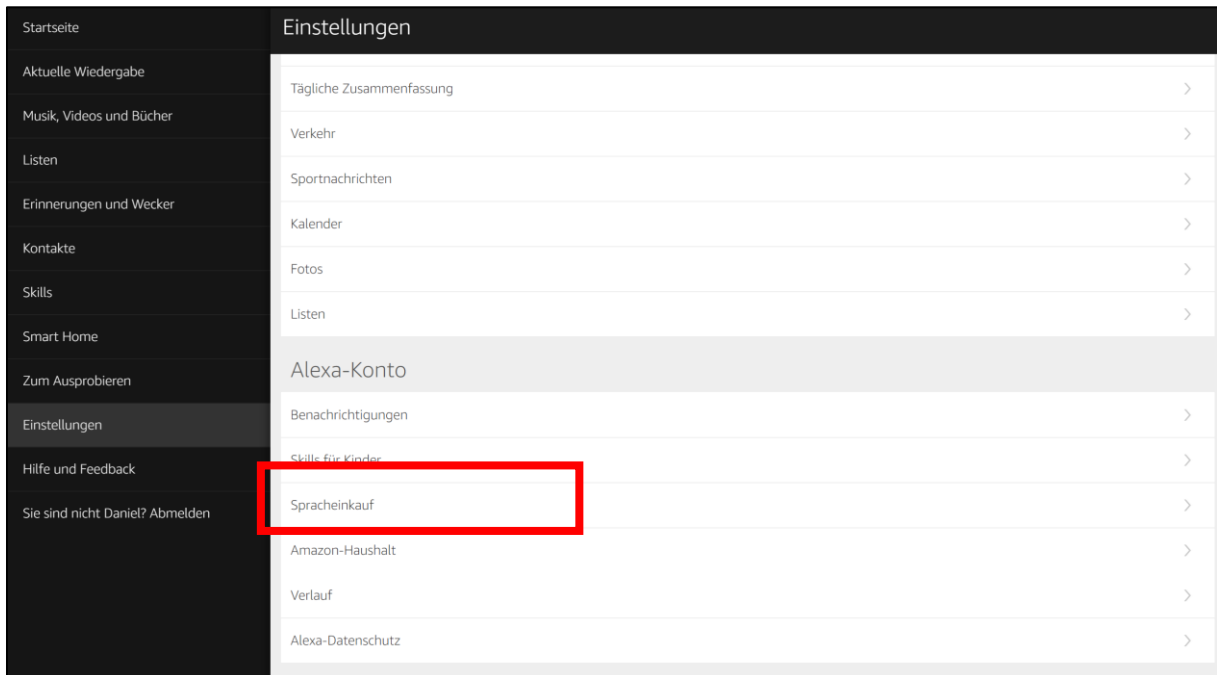 Startseite
Aktuelle Wiedergabe
Musik, Videos und Bücher
Listen
Erinnerungen und Wecker
Kontakte
Skills
Smart Home
Zum Ausprobieren
Einstellungen
Hilfe und Feedback
Sie sind nicht Daniel? Abmelden
Einstellungen
Tägliche Zusammenfassung
Verkehr
Sportnachrichten
Kalender
Fotos
Listen
Alexa-Konto
Benachrichtigungen
Skills für Kinder
Spracheinkauf
Amazon-Haushalt
Verlauf
Alexa-Datenschutz